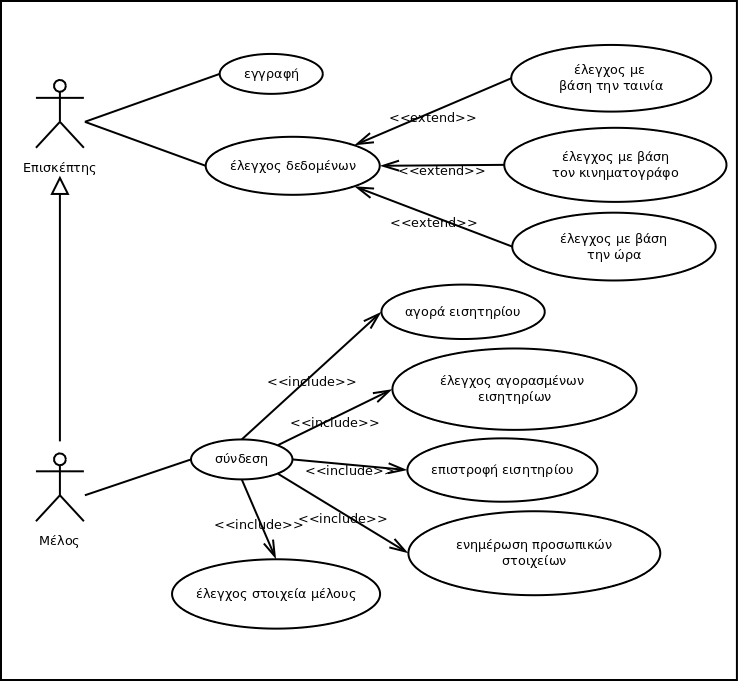 εγγραφή
έλεγχος με
βάση την ταινία
<<extend>>
Επισκέπτης
έλεγχος δεδομένων
<<extend>>
έλεγχος με βάση
τον κινηματογράφο
<<extend>>
έλεγχος με βάση
την ώρα
αγορά εισητηρίου
<<include>>
έλεγχος αγορασμένων
εισητηρίων
<<include>>
σύνδεση
<<include>>
επιστροφή εισητηρίου
<<include>>
<<include>>
Μέλος
ενημέρωση προσωπικών
στοιχείων
έλεγχος στοιχεία μέλους